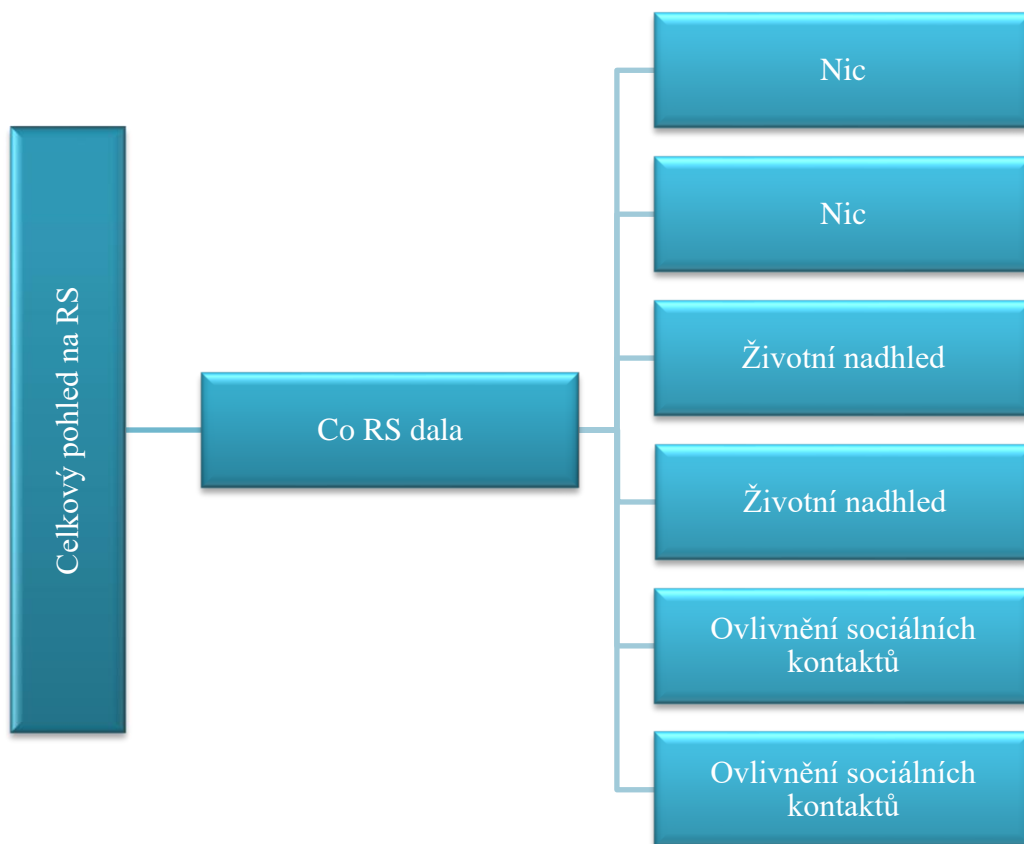 Celkový pohled na RS
Co RS dala
Nic
Nic
Životní nadhled
Životní nadhled
Ovlivnění sociálních
kontaktů
Ovlivnění sociálních
kontaktů